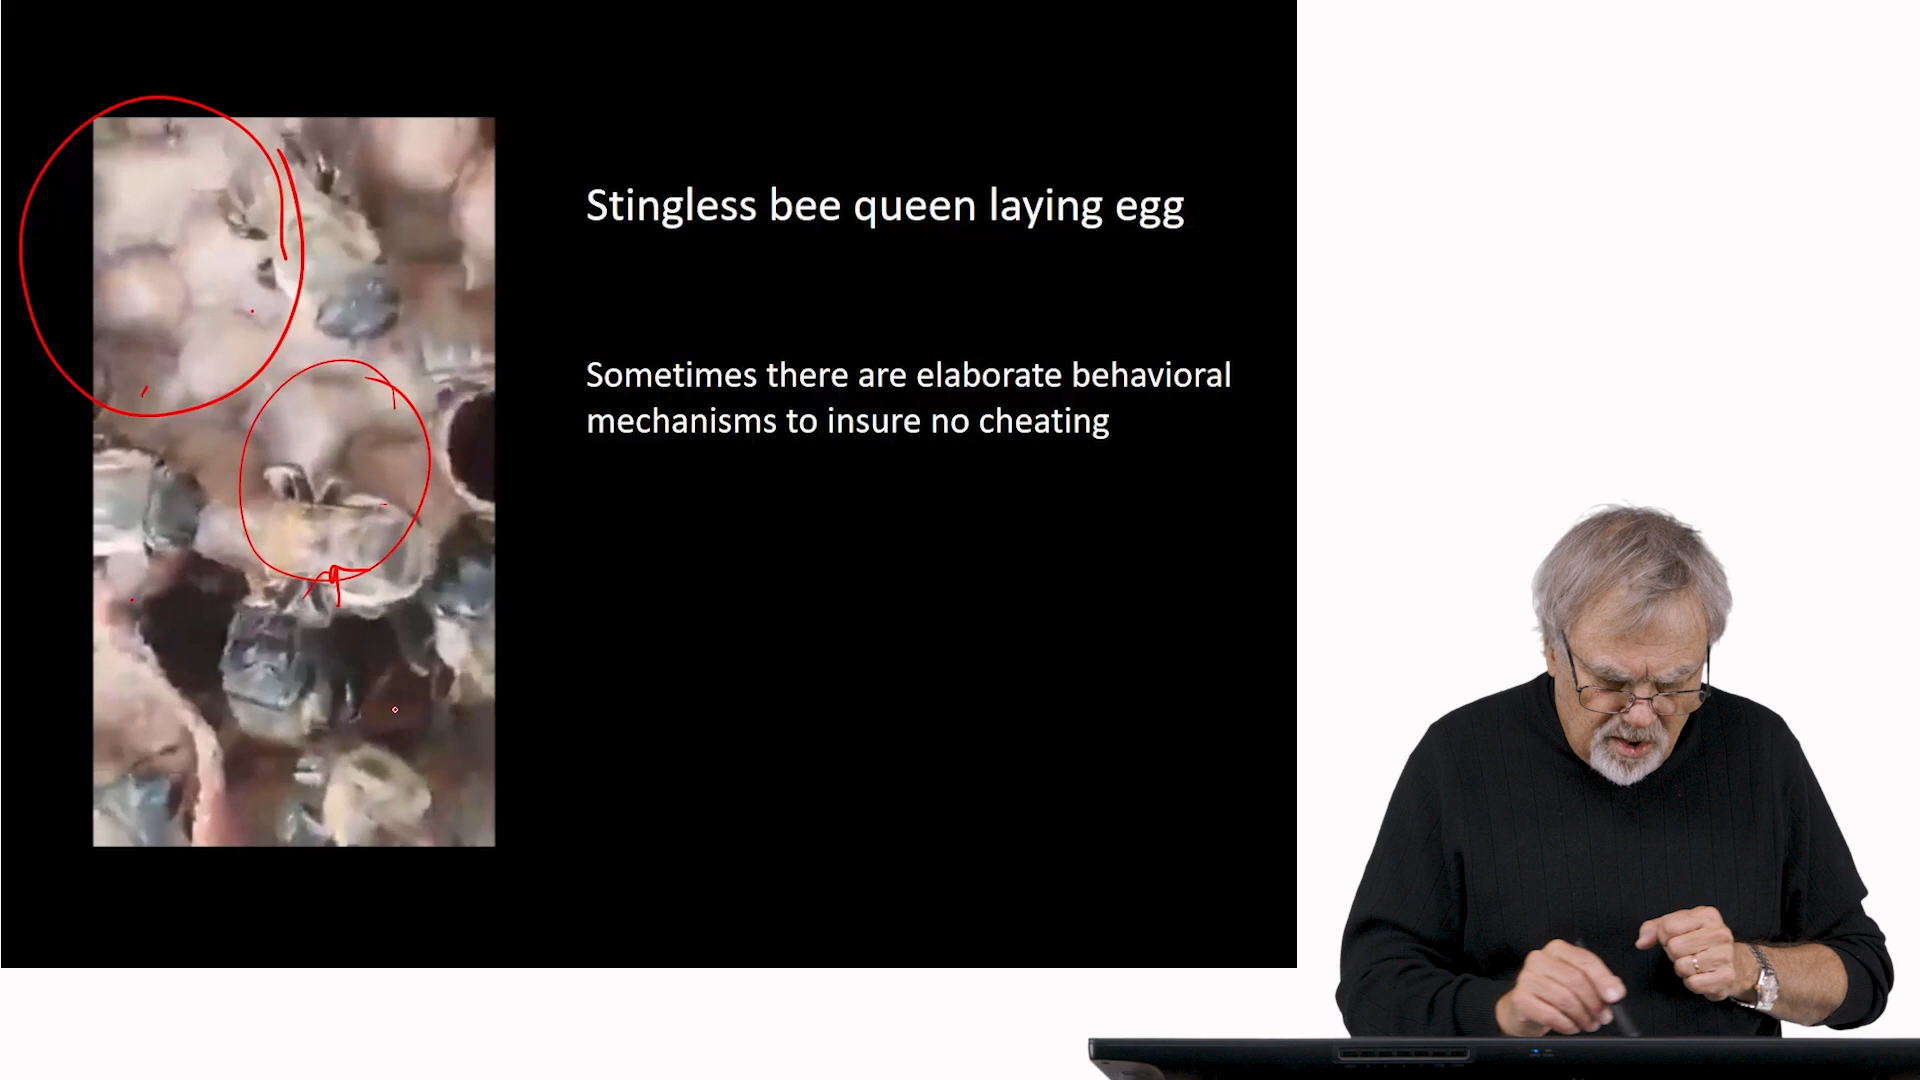 Stingless bee queen laying egg
Sometimes there are elaborate behavioral
mechanisms to insure no cheating